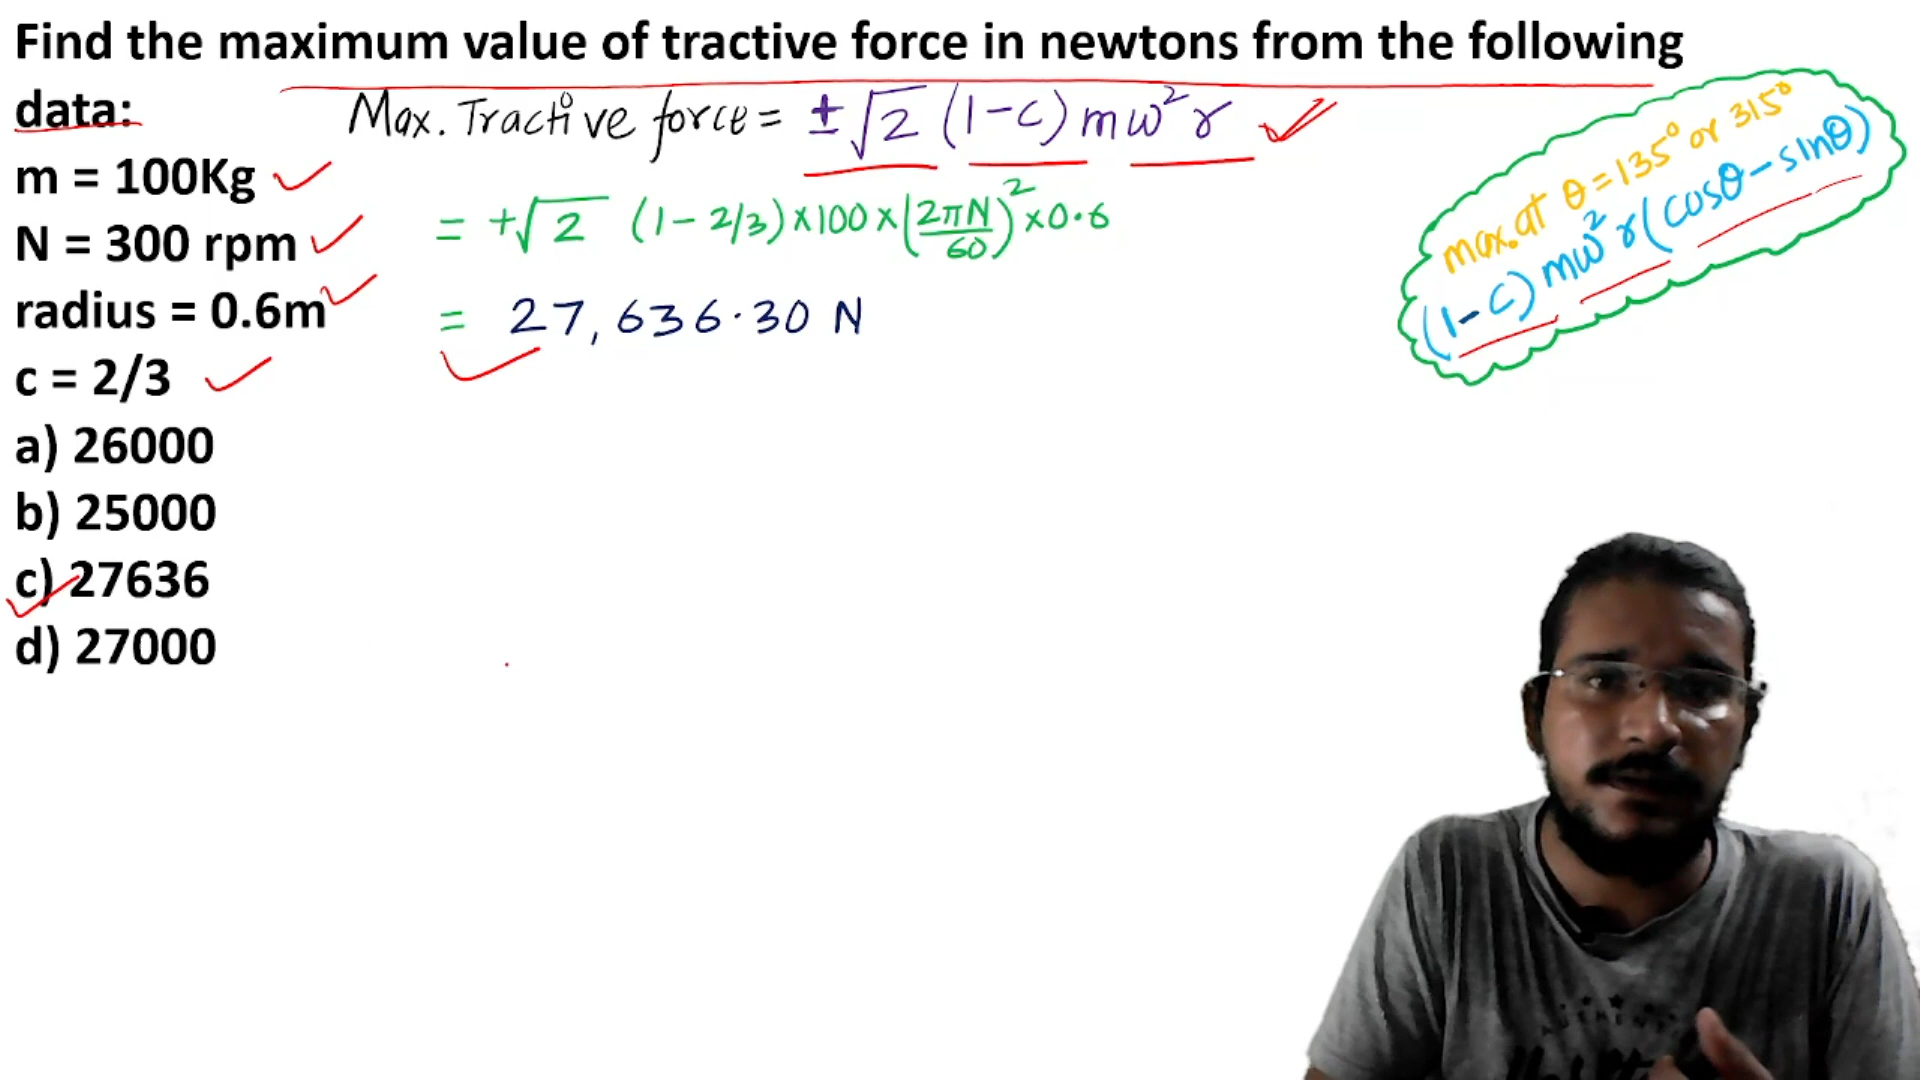 Find the maximum value of tractive force in newtons from the following
data:
Max. Tractive force = ±√2 (1-c) mω²r
m = 100Kg
= +√2 (1-2/3)×100×(2πN/60)²×0.6
N = 300 rpm
radius = 0.6m
= 27,636.30 N
c = 2/3
a) 26000
b) 25000
c) 27636
d) 27000
max.at θ=135° or 315°
(1-c) mω²r(cosθ-sinθ)